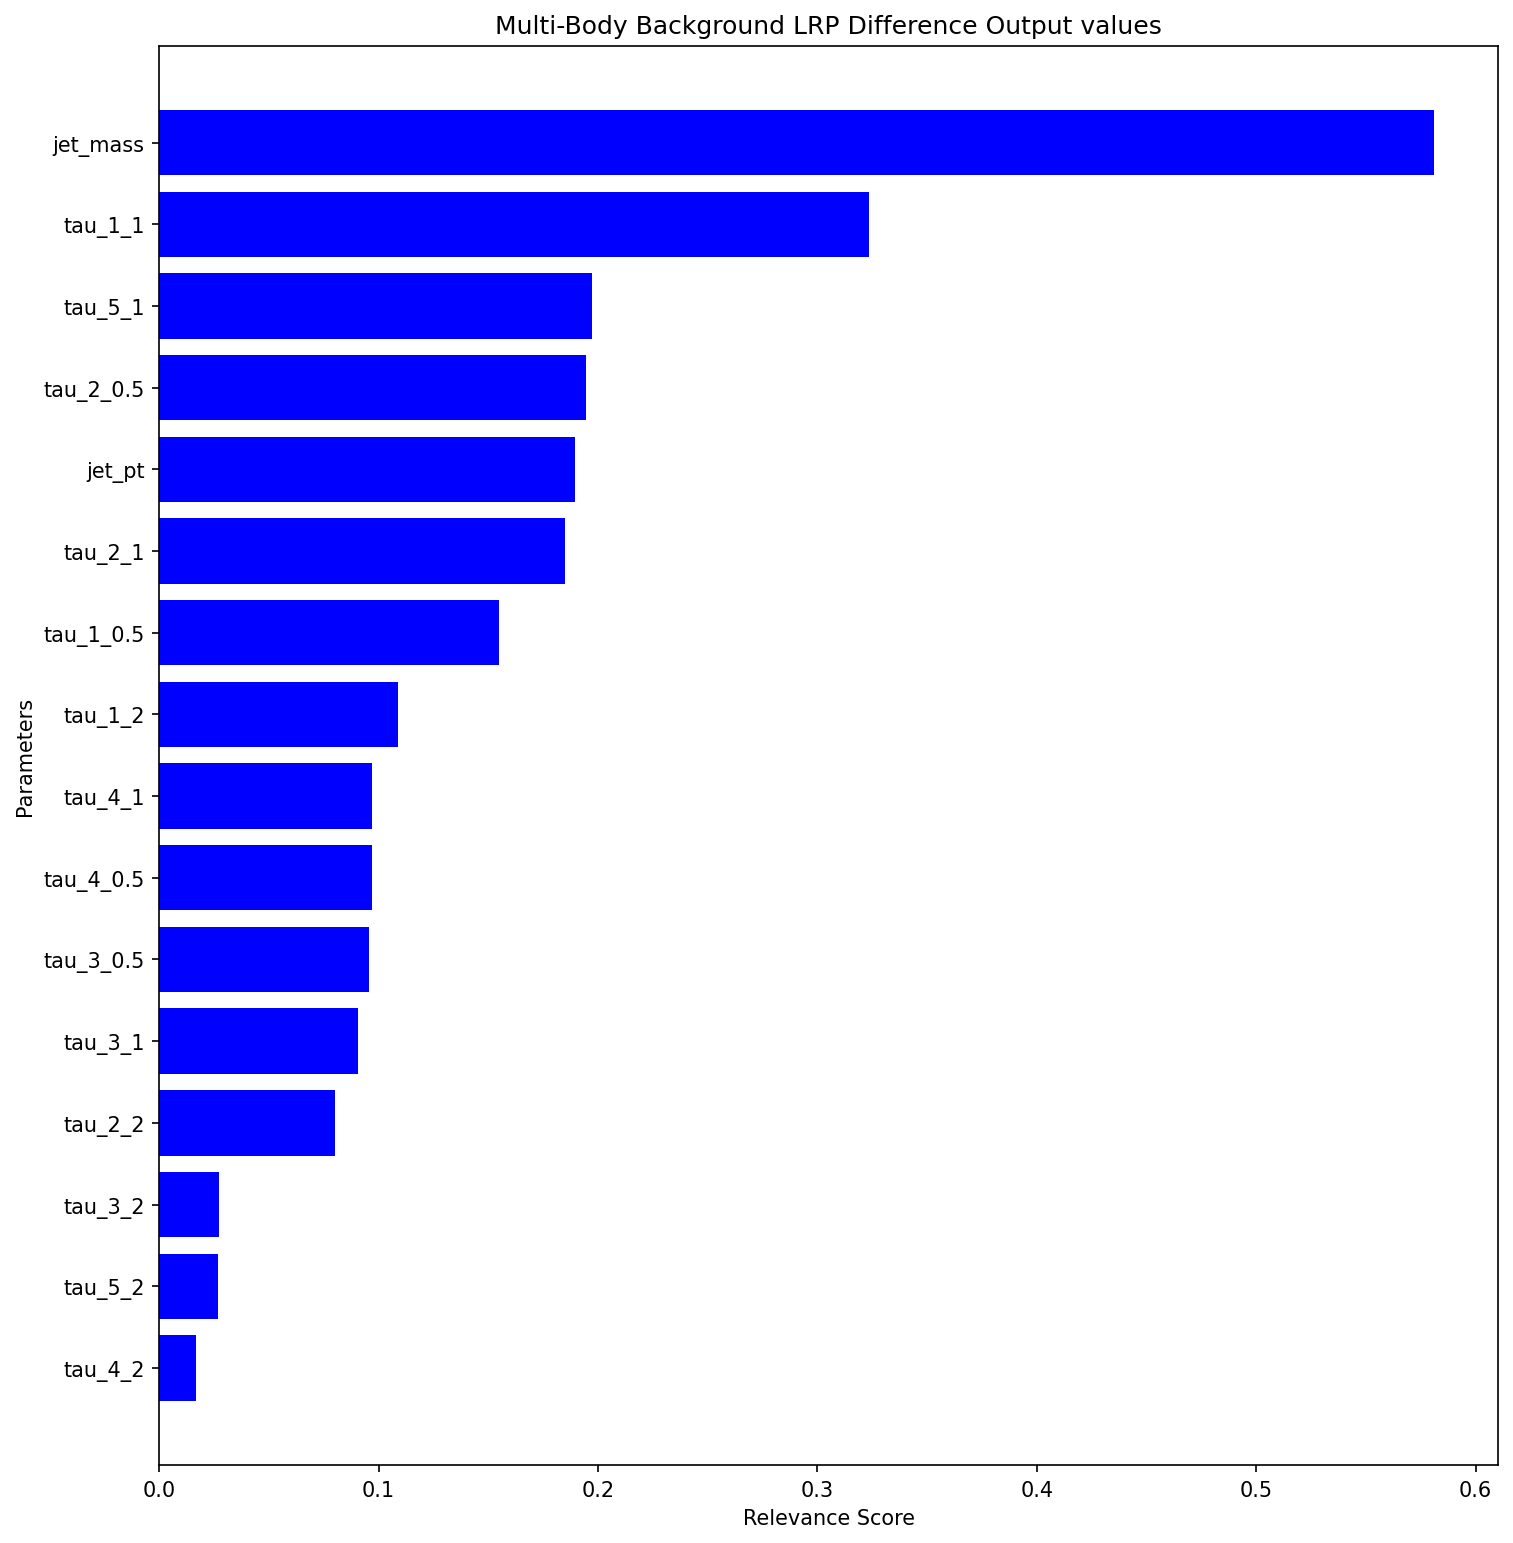 Multi-Body Background LRP Difference Output values
jet_mass
tau_1_1
tau_5_1
tau_2_0.5
jet_pt
tau_2_1
tau_1_0.5
tau_1_2
tau_4_1
tau_4_0.5
tau_3_0.5
tau_3_1
tau_2_2
tau_3_2
tau_5_2
tau_4_2
Parameters
0.0 0.1 0.2 0.3 0.4 0.5 0.6
Relevance Score